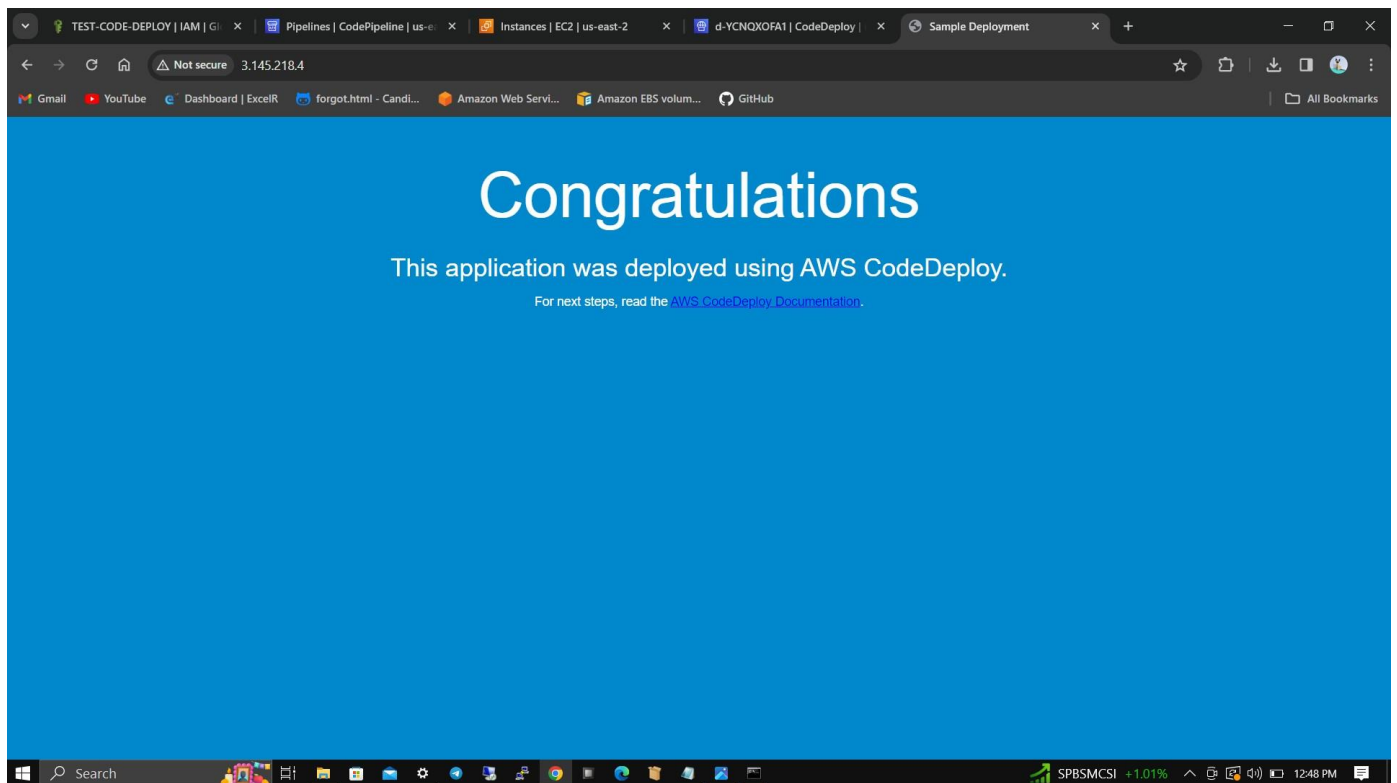 TEST-CODE-DEPLOY | IAM | Gl
Pipelines | CodePipeline | us-e
Instances | EC2 | us-east-2
d-YCNQXOFA1 | CodeDeploy |
Sample Deployment
Not secure 3.145.218.4
Gmail YouTube Dashboard | ExcelR forgot.html - Candi... Amazon Web Servi... Amazon EBS volum... GitHub All Bookmarks
Congratulations
This application was deployed using AWS CodeDeploy.
For next steps, read the AWS CodeDeploy Documentation.
Search SPBSMCSI +1.01% 12:48 PM